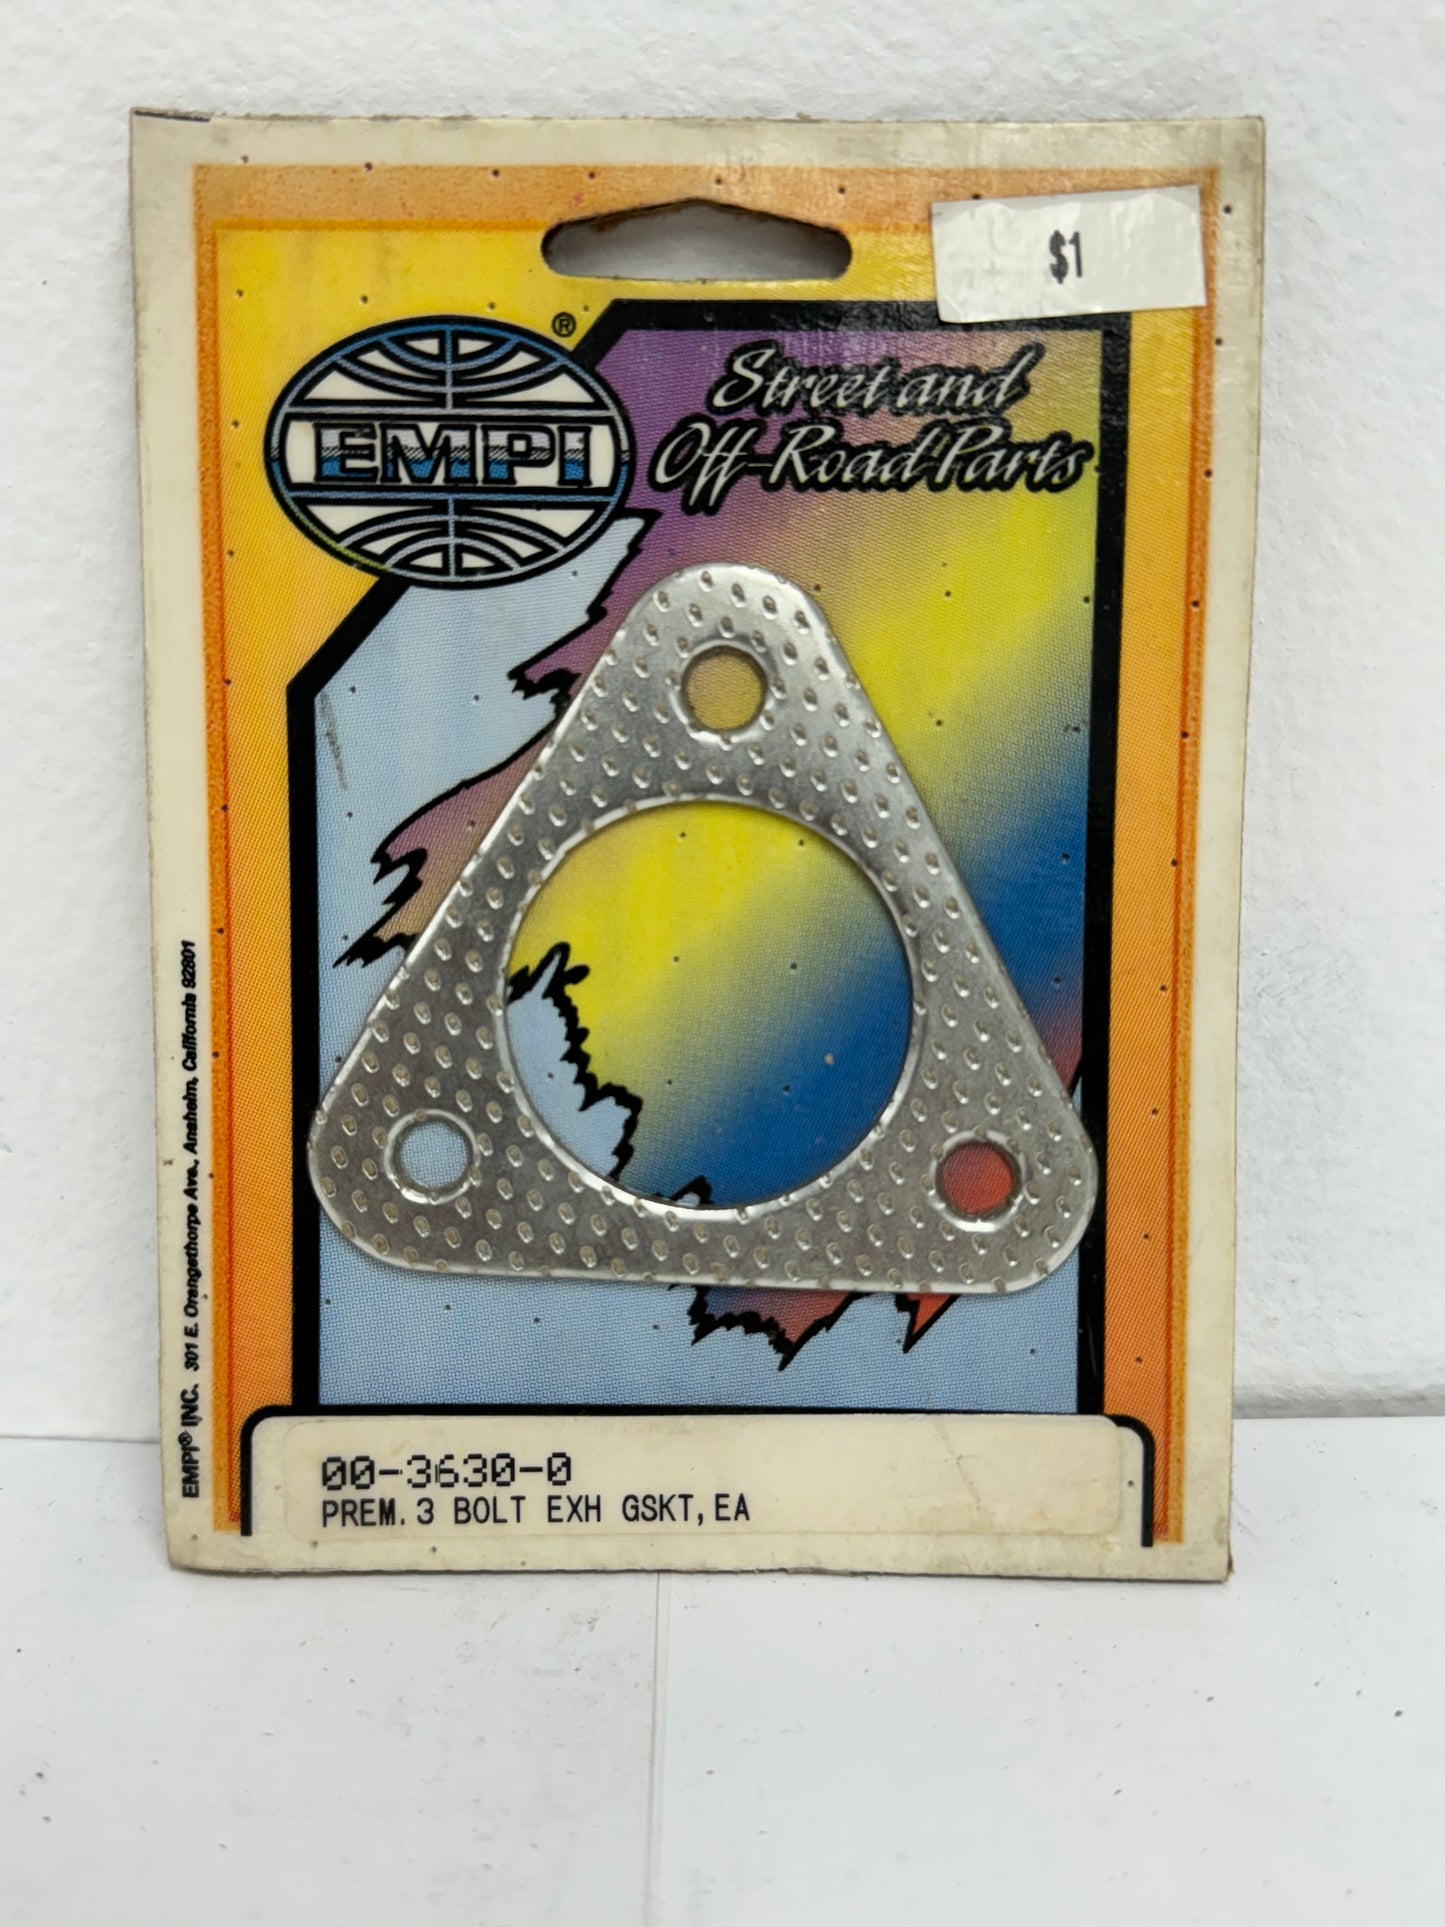 $1
®
EMPI
Street and
Off-Road Parts
EMPI® INC. 301 E. Orangethorpe Ave., Anaheim, California 92801
00-3630-0
PREM. 3 BOLT EXH GSKT, EA